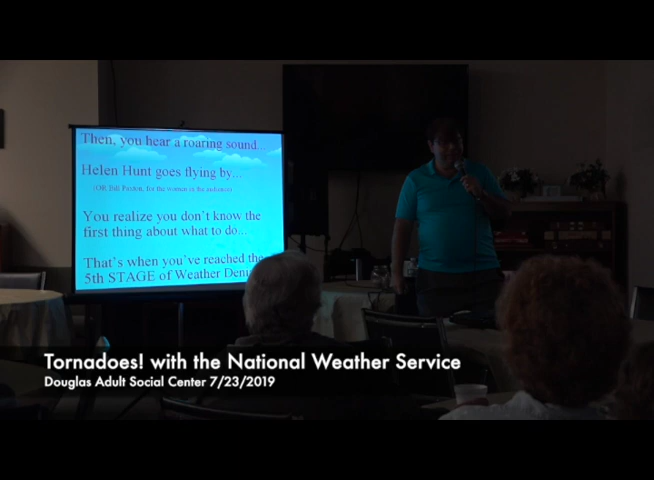 Then, you hear a roaring sound...
Helen Hunt goes flying by...
(OR Bill Paxton, for the women in the audience)
You realize you don't know the
first thing about what to do...
That's when you've reached the
5th STAGE of Weather
Tornadoes! with the National Weather Service
Douglas Adult Social Center 7/23/2019